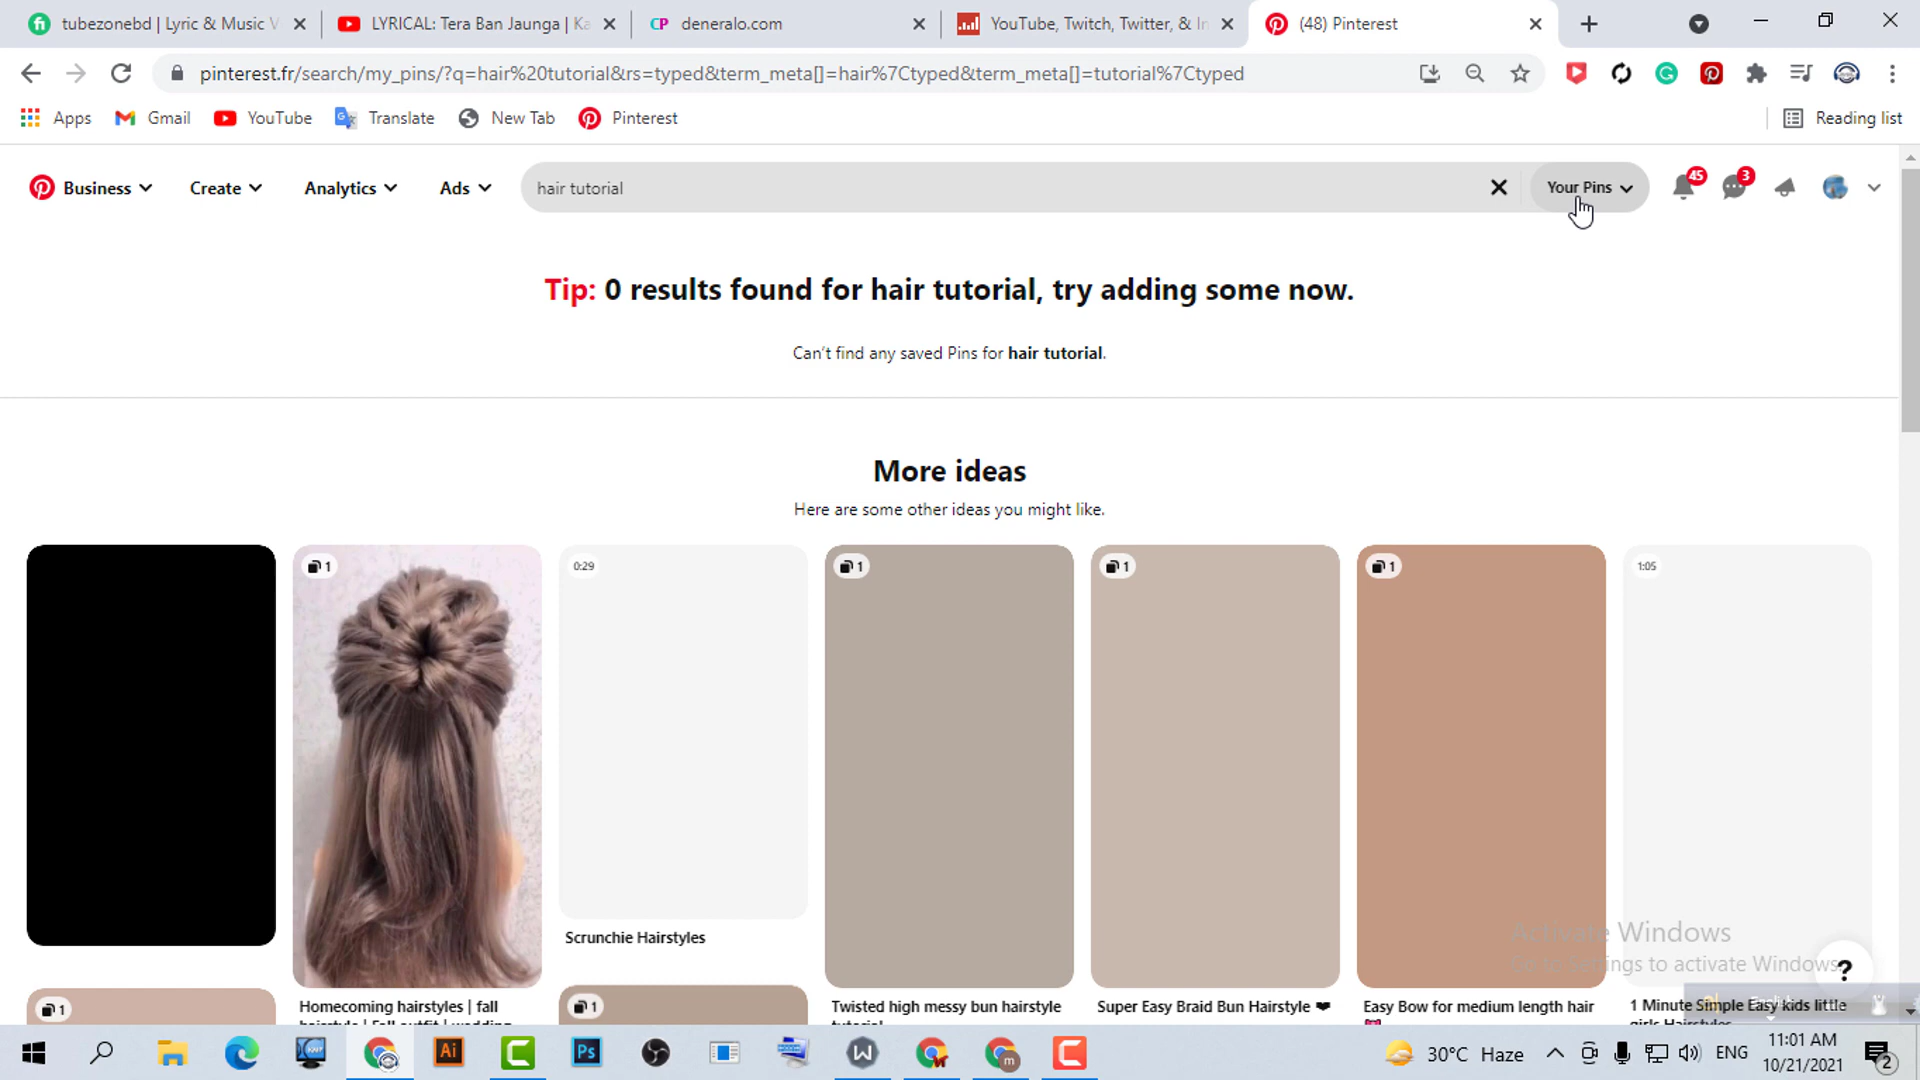 tubezonebd | Lyric & Music V
LYRICAL: Tera Ban Jaunga | Ka
CP deneralo.com
YouTube, Twitch, Twitter, & In
(48) Pinterest
pinterest.fr/search/my_pins/?q=hair%20tutorial&rs=typed&term_meta[]=hair%7Ctyped&term_meta[]=tutorial%7Ctyped
Apps
Gmail
YouTube
Translate
New Tab
Pinterest
Reading list
Business
Create
Analytics
Ads
hair tutorial
Your Pins
45
3
Tip: 0 results found for hair tutorial, try adding some now.
Can't find any saved Pins for hair tutorial.
More ideas
Here are some other ideas you might like.
1
0:29
1
1
1
1:05
Scrunchie Hairstyles
Activate Windows
Go to Settings to activate Windows.
?
1
Homecoming hairstyles | fall
hairstyle | Fall outfit | wedding
1
Twisted high messy bun hairstyle
tutorial
Super Easy Braid Bun Hairstyle ❤
Easy Bow for medium length hair
1 Minute Simple Easy kids little
girls Hairstyles
Ai
Ps
30°C Haze
ENG
11:01 AM
10/21/2021
2